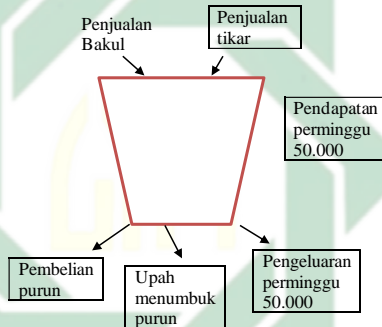 Penjualan
Bakul
Penjualan
tikar
Pendapatan
perminggu
50.000
Pembelian
purun
Upah
menumbuk
purun
Pengeluaran
perminggu
50.000